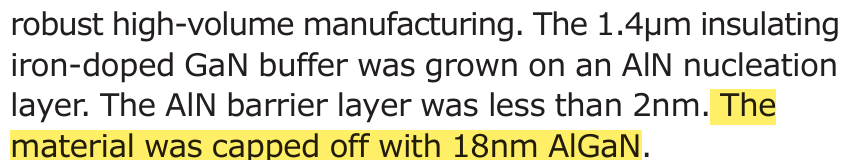 robust high-volume manufacturing. The 1.4μm insulating
iron-doped GaN buffer was grown on an AlN nucleation
layer. The AlN barrier layer was less than 2nm. The
material was capped off with 18nm AlGaN.